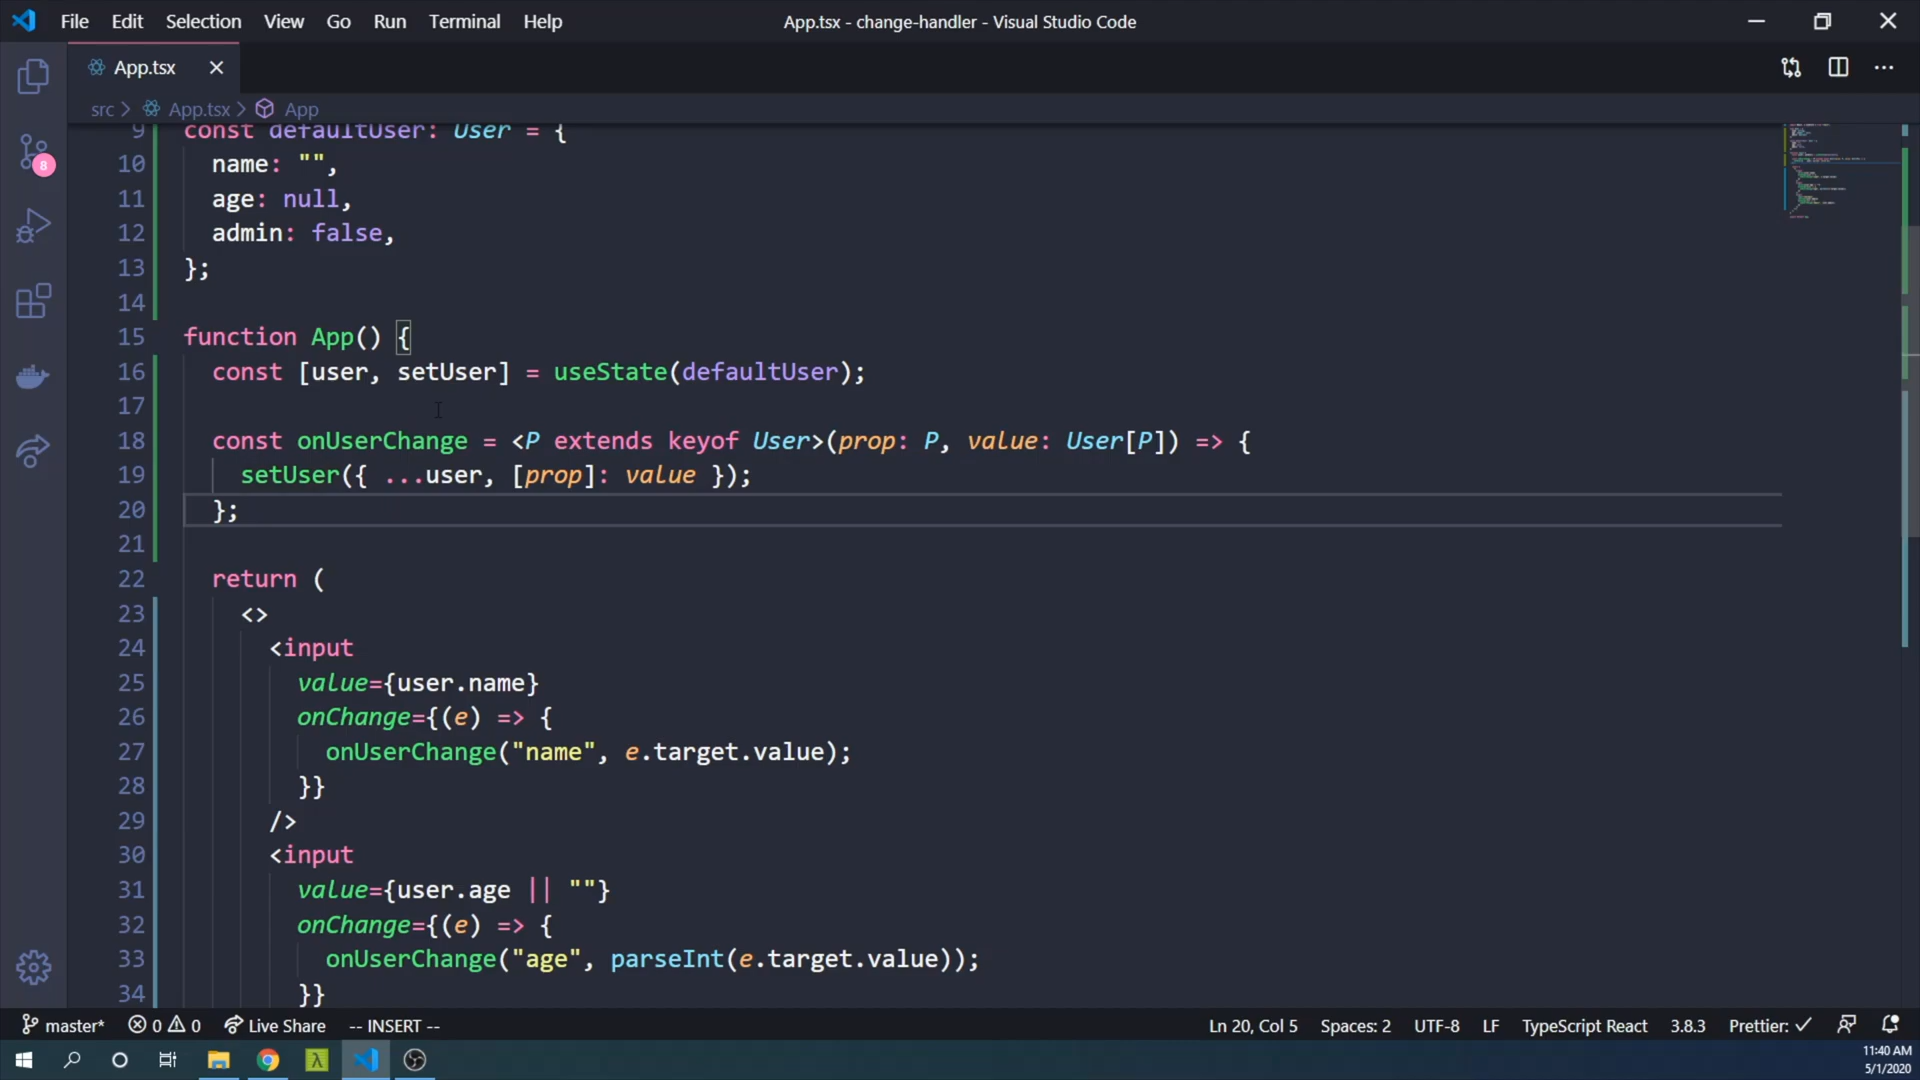 File Edit Selection View Go Run Terminal Help App.tsx - change-handler - Visual Studio Code
App.tsx
src > App.tsx > App
9 const defaultUser: User = {
10 name: "",
11 age: null,
12 admin: false,
13 };
14
15 function App() {
16 const [user, setUser] = useState(defaultUser);
17
18 const onUserChange = <P extends keyof User>(prop: P, value: User[P]) => {
19 setUser({ ...user, [prop]: value });
20 };
21
22 return (
23 <>
24 <input
25 value={user.name}
26 onChange={(e) => {
27 onUserChange("name", e.target.value);
28 }}
29 />
30 <input
31 value={user.age || ""}
32 onChange={(e) => {
33 onUserChange("age", parseInt(e.target.value));
34 }}
8
master* 0 0 Live Share -- INSERT -- Ln 20, Col 5 Spaces: 2 UTF-8 LF TypeScript React 3.8.3 Prettier: ✓
λ
11:40 AM
5/1/2020